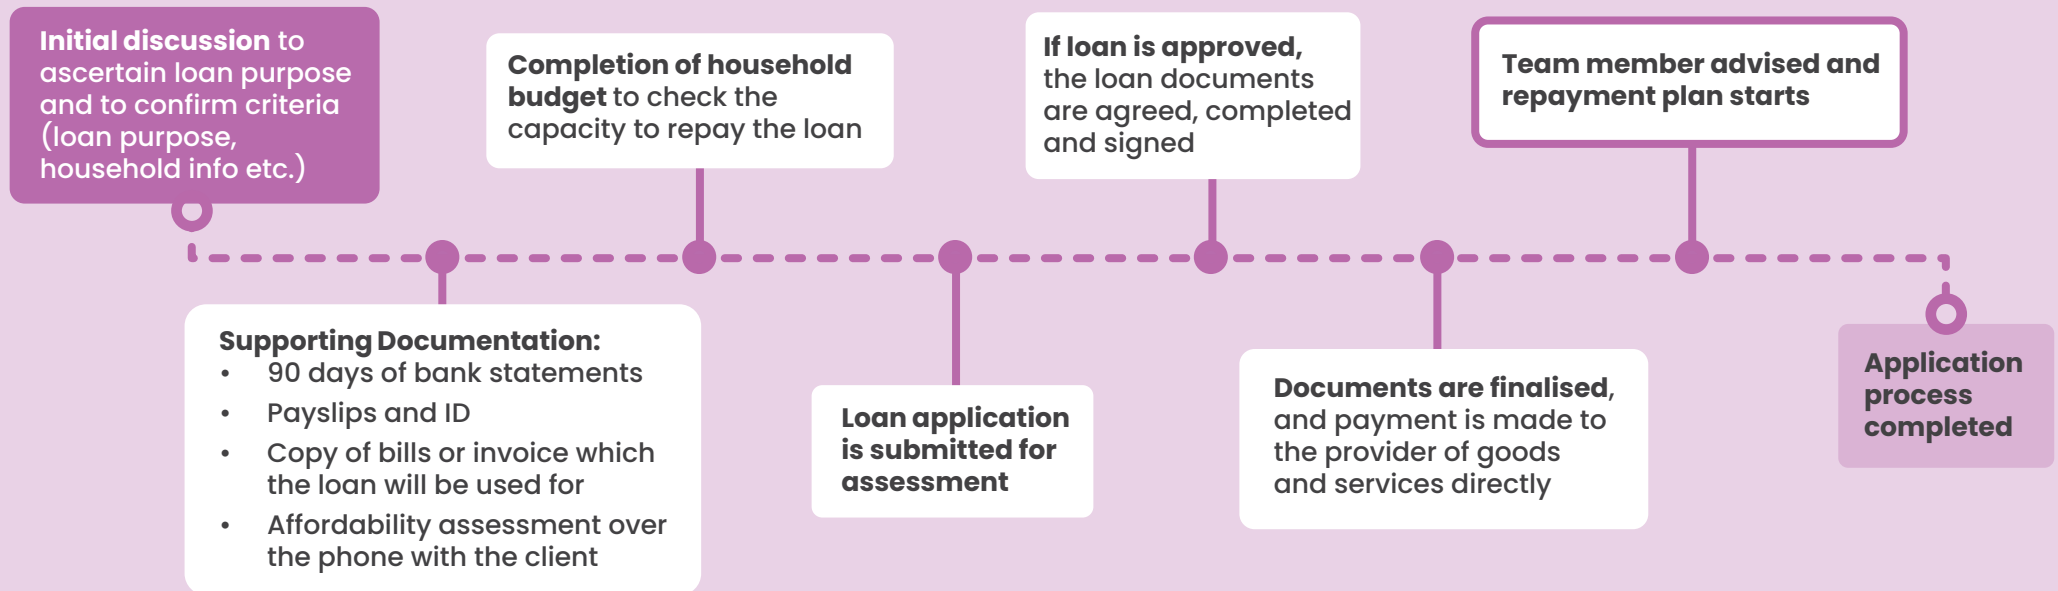 Initial discussion to
ascertain loan purpose
and to confirm criteria
(loan purpose,
household info etc.)
Supporting Documentation:
• 90 days of bank statements
• Payslips and ID
• Copy of bills or invoice which
the loan will be used for
• Affordability assessment over
the phone with the client
Completion of household
budget to check the
capacity to repay the loan
Loan application
is submitted for
assessment
If loan is approved,
the loan documents
are agreed, completed
and signed
Documents are finalised,
and payment is made to
the provider of goods
and services directly
Team member advised and
repayment plan starts
Application
process
completed